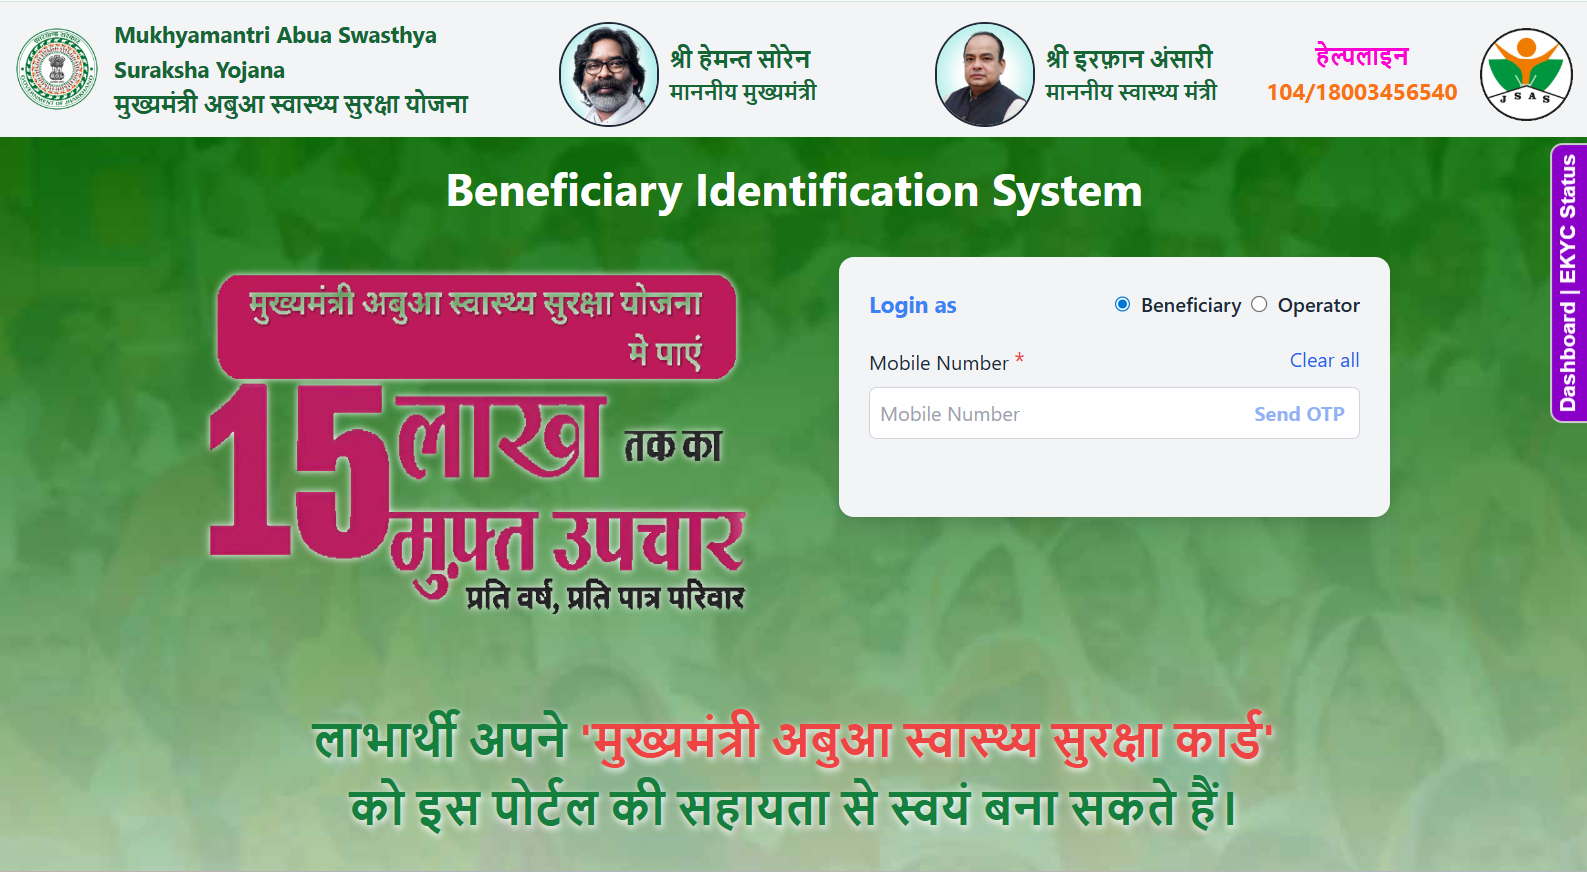 Mukhyamantri Abua Swasthya
Suraksha Yojana
मुख्यमंत्री अबुआ स्वास्थ्य सुरक्षा योजना
श्री हेमन्त सोरेन
माननीय मुख्यमंत्री
श्री इरफ़ान अंसारी
माननीय स्वास्थ्य मंत्री
हेल्पलाइन
104/18003456540
J S A S
Beneficiary Identification System
Dashboard | EKYC Status
मुख्यमंत्री अबुआ स्वास्थ्य सुरक्षा योजना
मे पाएं
15 लाख तक का
मुफ़्त उपचार
प्रति वर्ष, प्रति पात्र परिवार
Login as
Beneficiary Operator
Mobile Number *
Clear all
Mobile Number
Send OTP
लाभार्थी अपने 'मुख्यमंत्री अबुआ स्वास्थ्य सुरक्षा कार्ड'
को इस पोर्टल की सहायता से स्वयं बना सकते हैं।